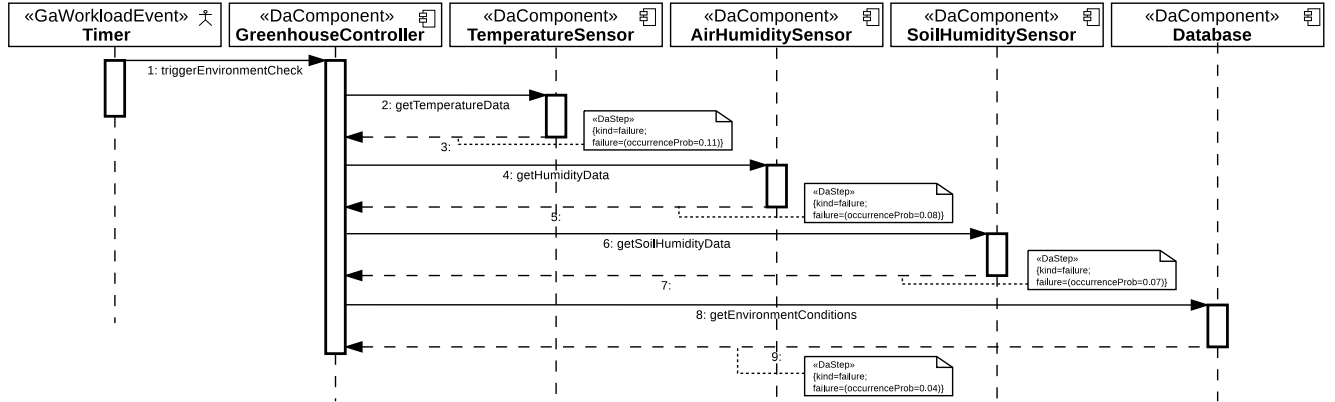 «GaWorkloadEvent»
Timer
«DaComponent»
GreenhouseController
«DaComponent»
TemperatureSensor
«DaComponent»
AirHumiditySensor
«DaComponent»
SoilHumiditySensor
«DaComponent»
Database
1: triggerEnvironmentCheck
2: getTemperatureData
«DaStep»
{kind=failure;
failure=(occurrenceProb=0.11)}
3:
4: getHumidityData
«DaStep»
{kind=failure;
failure=(occurrenceProb=0.08)}
5:
6: getSoilHumidityData
«DaStep»
{kind=failure;
failure=(occurrenceProb=0.07)}
7:
8: getEnvironmentConditions
9:
«DaStep»
{kind=failure;
failure=(occurrenceProb=0.04)}